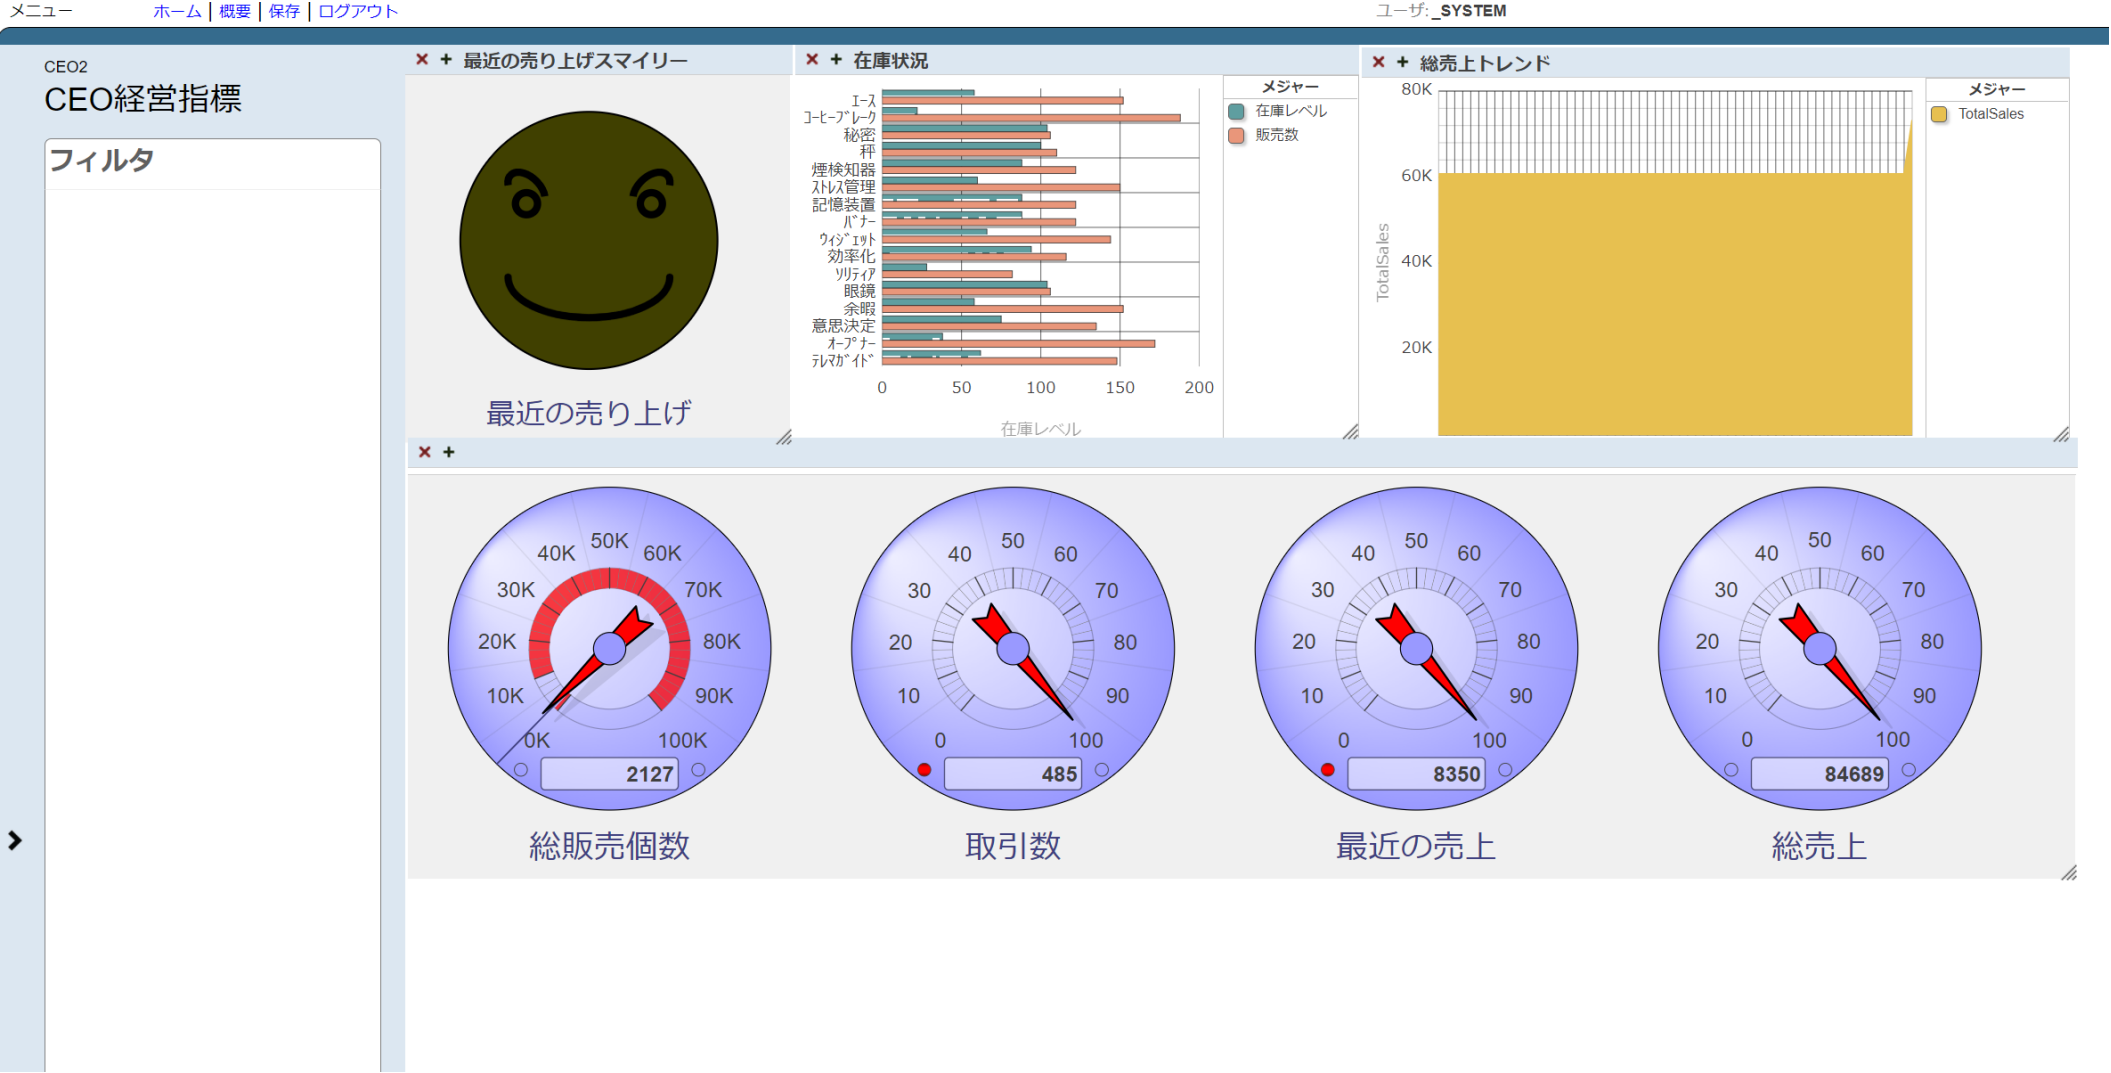 メニュー
ホーム | 概要 | 保存 | ログアウト
ユーザ:_SYSTEM
CEO2
CEO経営指標
フィルタ
最近の売り上げスマイリー
最近の売り上げ
在庫状況
エース
コーヒーブレーク
秘密
秤
煙検知器
ストレス管理
記憶装置
バナー
ウィジェット
効率化
ソリティア
眼鏡
余暇
意思決定
オープナー
テレマガイド
0 50 100 150 200
在庫レベル
メジャー
在庫レベル
販売数
総売上トレンド
80K
60K
40K
20K
TotalSales
メジャー
TotalSales
0K 10K 20K 30K 40K 50K 60K 70K 80K 90K 100K
2127
総販売個数
0 10 20 30 40 50 60 70 80 90 100
485
取引数
0 10 20 30 40 50 60 70 80 90 100
8350
最近の売上
0 10 20 30 40 50 60 70 80 90 100
84689
総売上